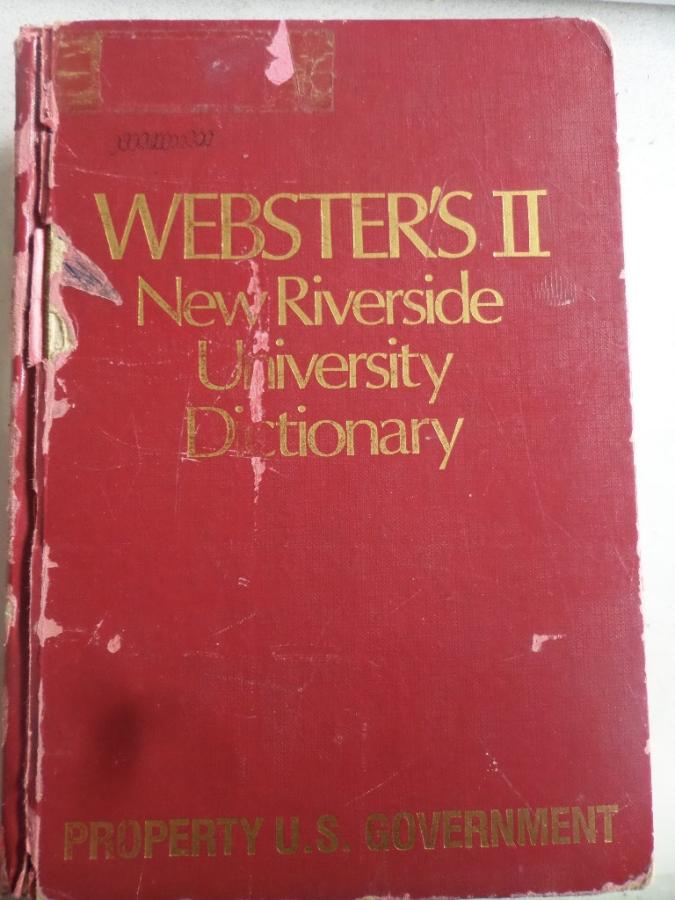 WEBSTER'S II
New Riverside
University
Dictionary
PROPERTY U.S. GOVERNMENT